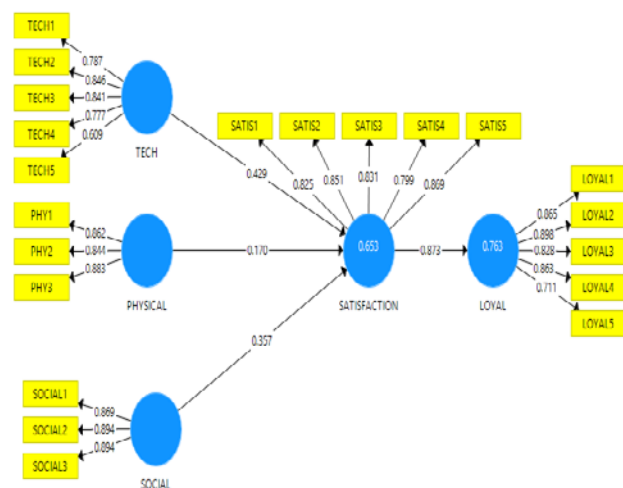 TECH1
TECH2
TECH3
TECH4
TECH5
0.787
0.846
0.841
0.777
0.609
TECH
SATIS1
SATIS2
SATIS3
SATIS4
SATIS5
0.825
0.851
0.831
0.799
0.869
0.429
PHY1
PHY2
PHY3
0.862
0.844
0.883
PHYSICAL
0.170
0.653
SATISFACTION
0.873
0.763
LOYAL
LOYAL1
LOYAL2
LOYAL3
LOYAL4
LOYAL5
0.865
0.898
0.828
0.863
0.711
0.357
SOCIAL1
SOCIAL2
SOCIAL3
0.869
0.894
0.894
SOCIAL